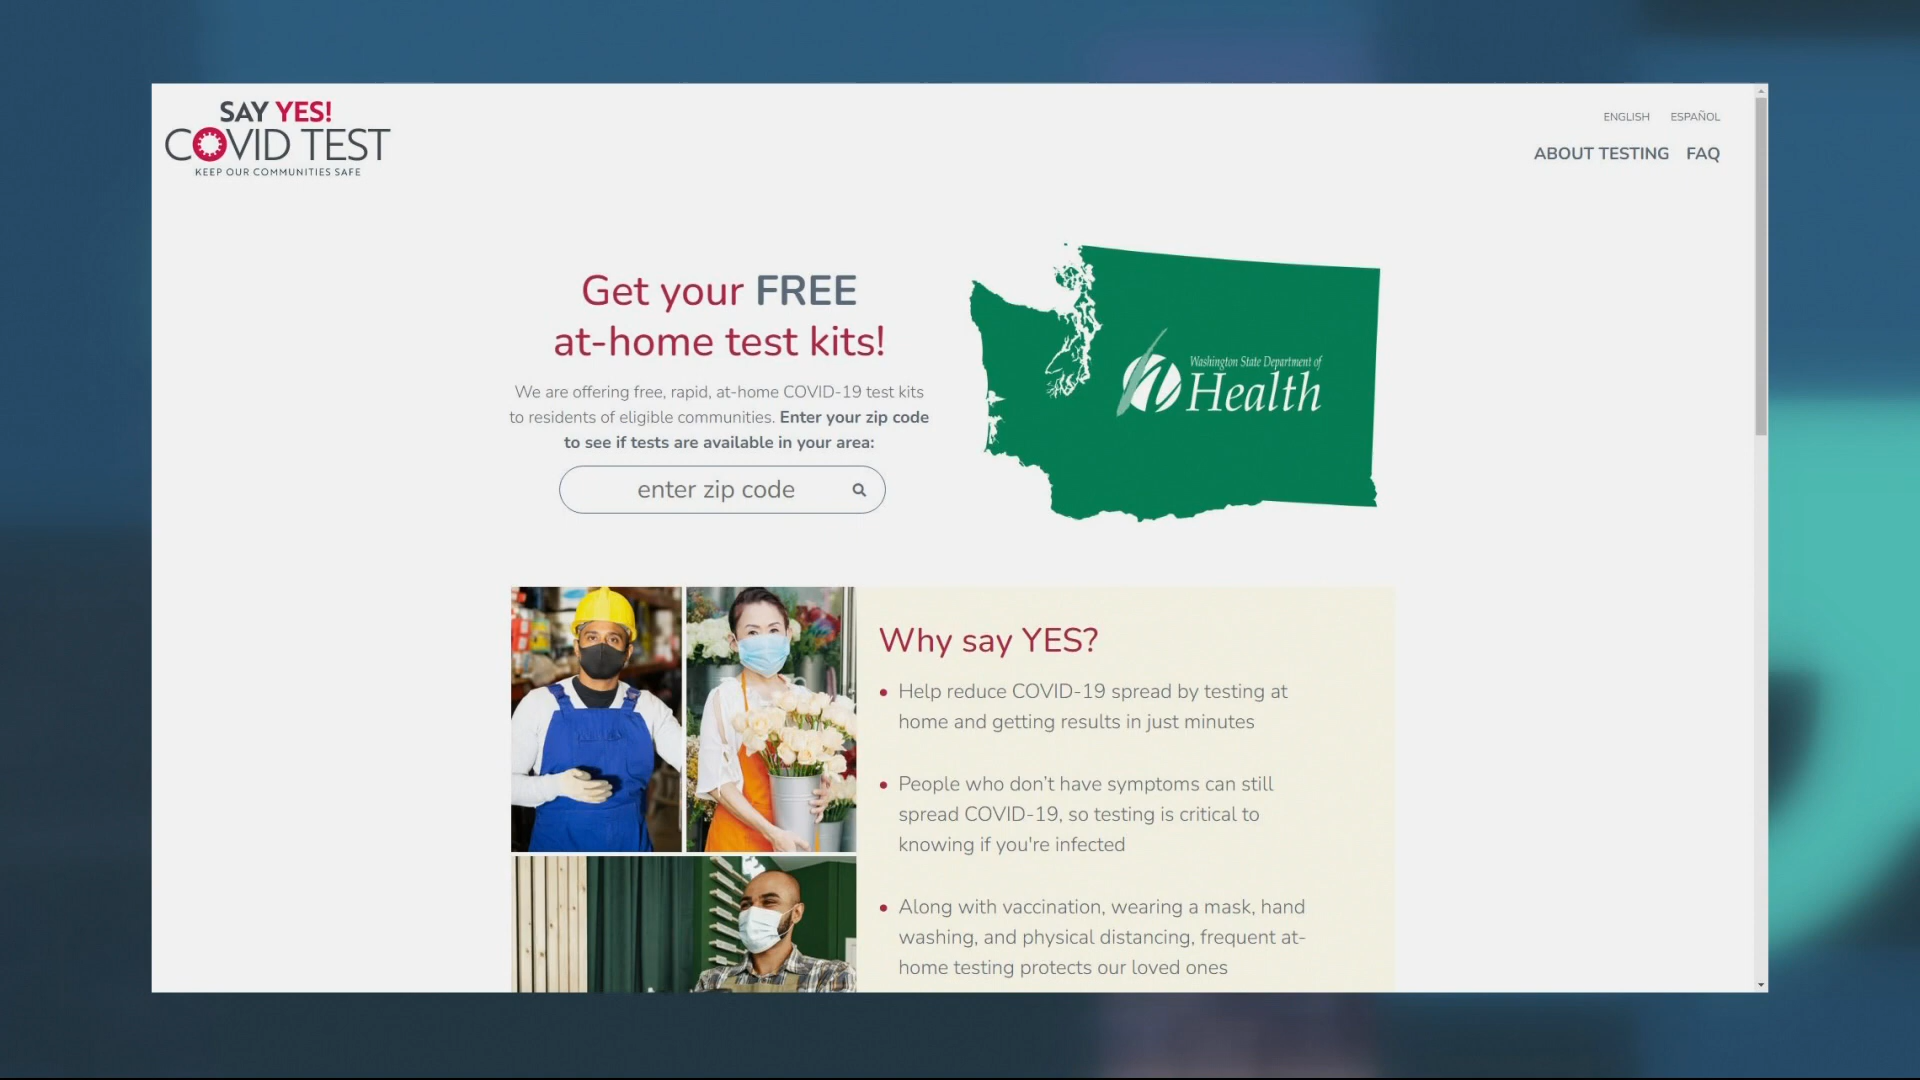 SAY YES!
COVID TEST
KEEP OUR COMMUNITIES SAFE
ENGLISH ESPAÑOL
ABOUT TESTING FAQ
Get your FREE
at-home test kits!
We are offering free, rapid, at-home COVID-19 test kits
to residents of eligible communities. Enter your zip code
to see if tests are available in your area:
enter zip code
Washington State Department of
Health
Why say YES?
• Help reduce COVID-19 spread by testing at
home and getting results in just minutes
• People who don’t have symptoms can still
spread COVID-19, so testing is critical to
knowing if you're infected
• Along with vaccination, wearing a mask, hand
washing, and physical distancing, frequent at-
home testing protects our loved ones